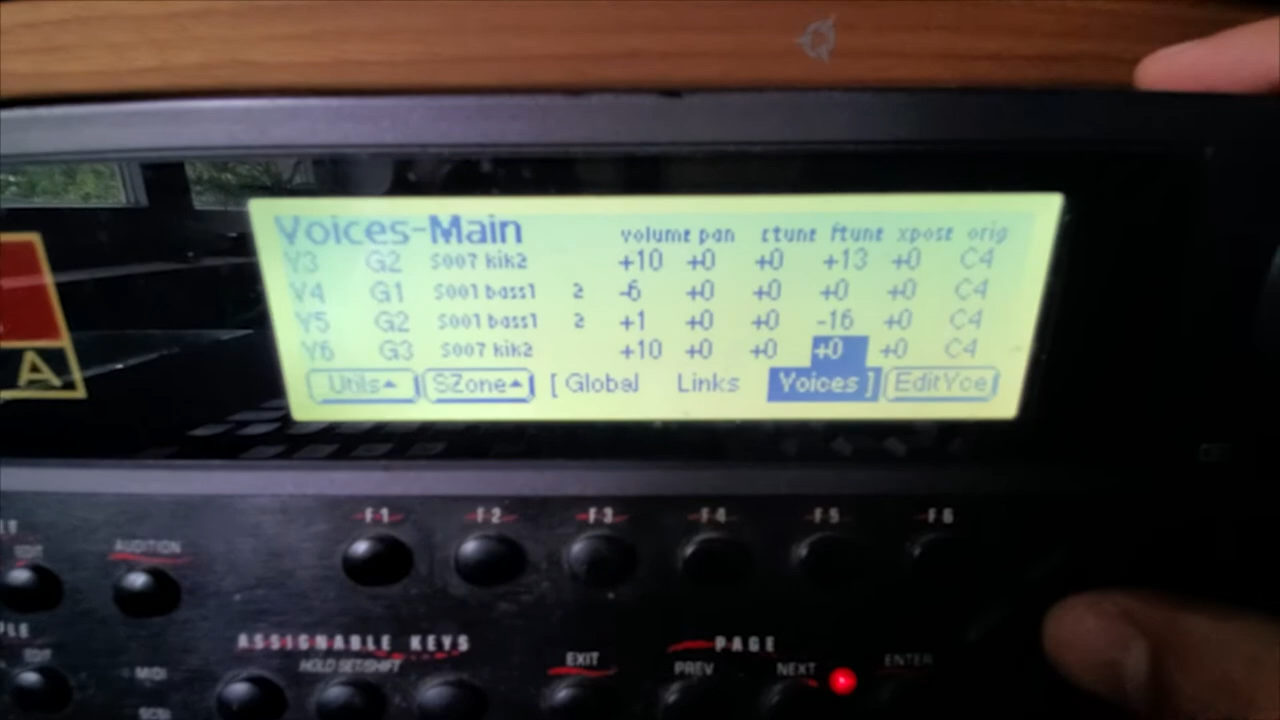 Voices-Main volume pan ctune ftune xpose orig
V3 G2 S007 kik2 +10 +0 +0 +13 +0 C4
V4 G1 S001 bass1 2 -6 +0 +0 +0 +0 C4
V5 G2 S001 bass1 2 +1 +0 +0 -16 +0 C4
V6 G3 S007 kik2 +10 +0 +0 +0 +0 C4
Utils SZone [ Global Links Voices ] EditVce
A
F1 F2 F3 F4 F5 F6
EDIT AUDITION
ASSIGNABLE KEYS PAGE
EDIT MIDI HOLD SET/SHIFT EXIT PREV NEXT ENTER
SCSI